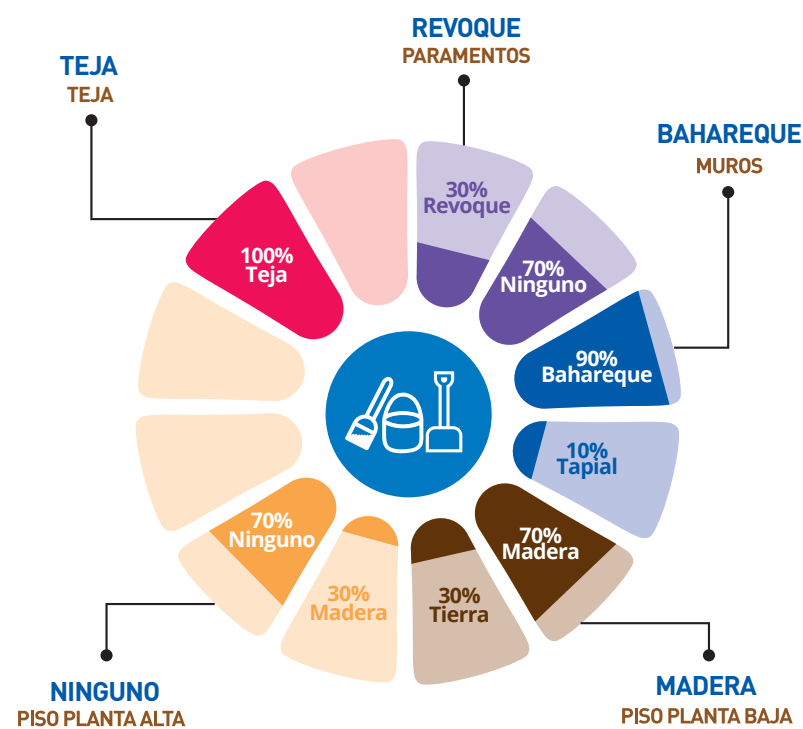 REVOQUE
PARAMENTOS
TEJA
TEJA
BAHAREQUE
MUROS
30%
Revoque
70%
Ninguno
100%
Teja
90%
Bahareque
10%
Tapial
70%
Ninguno
70%
Madera
30%
Madera
30%
Tierra
NINGUNO
PISO PLANTA ALTA
MADERA
PISO PLANTA BAJA